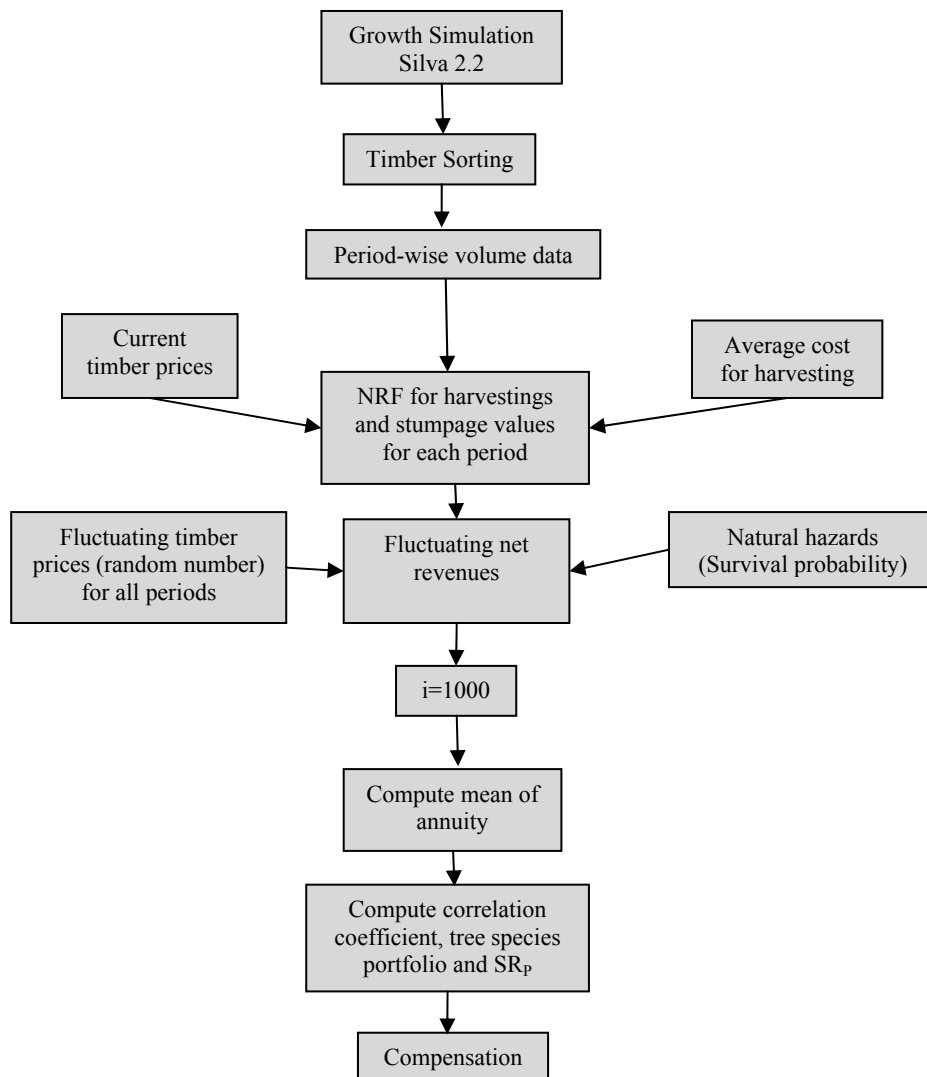 Growth Simulation
Silva 2.2
Timber Sorting
Period-wise volume data
Current
timber prices
Average cost
for harvesting
NRF for harvestings
and stumpage values
for each period
Fluctuating timber
prices (random number)
for all periods
Fluctuating net
revenues
Natural hazards
(Survival probability)
i=1000
Compute mean of
annuity
Compute correlation
coefficient, tree species
portfolio and SRP
Compensation